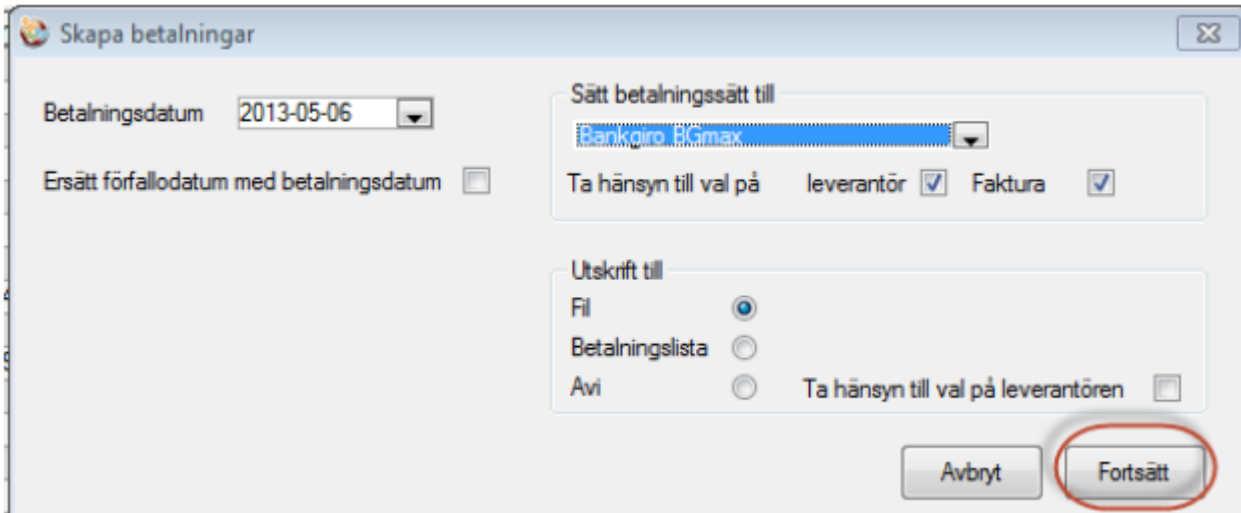 Skapa betalningar
Betalningsdatum 2013-05-06
Ersätt förfallodatum med betalningsdatum
Sätt betalningssätt till
Bankgiro BGmax
Ta hänsyn till val på leverantör Faktura
Utskrift till
Fil
Betalningslista
Avi Ta hänsyn till val på leverantören
Avbryt Fortsätt